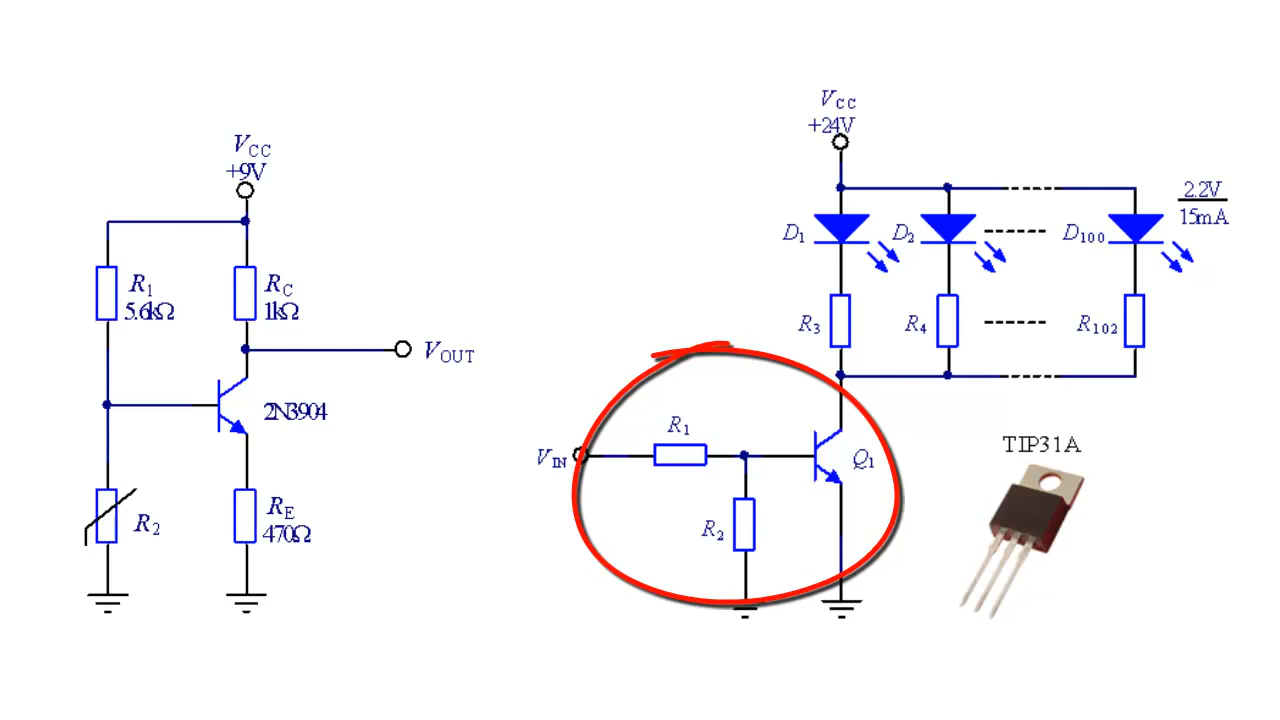 VCC
+9V
R1
5.6kΩ
RC
1kΩ
VOUT
2N3904
R2
RE
470Ω
VCC
+24V
2.2V
15mA
D1
D2
D100
R3
R4
R102
R1
VIN
Q1
R2
TIP31A